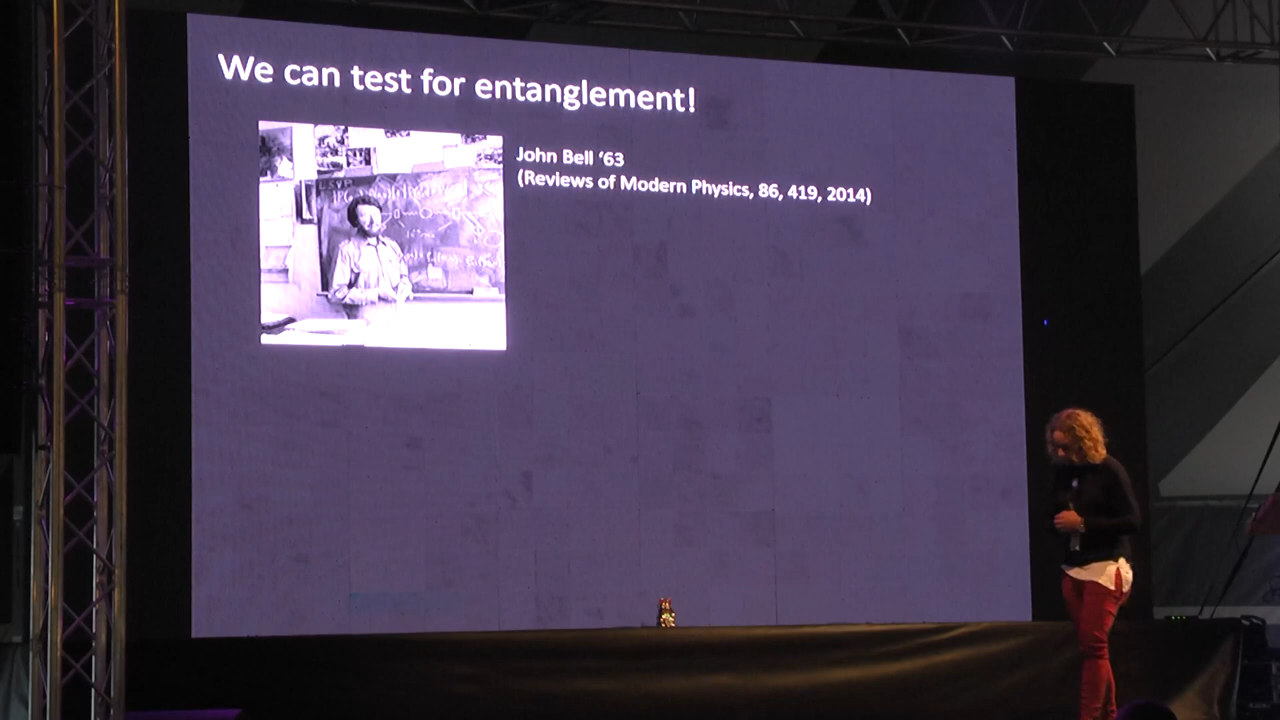 We can test for entanglement!
John Bell ‘63
(Reviews of Modern Physics, 86, 419, 2014)